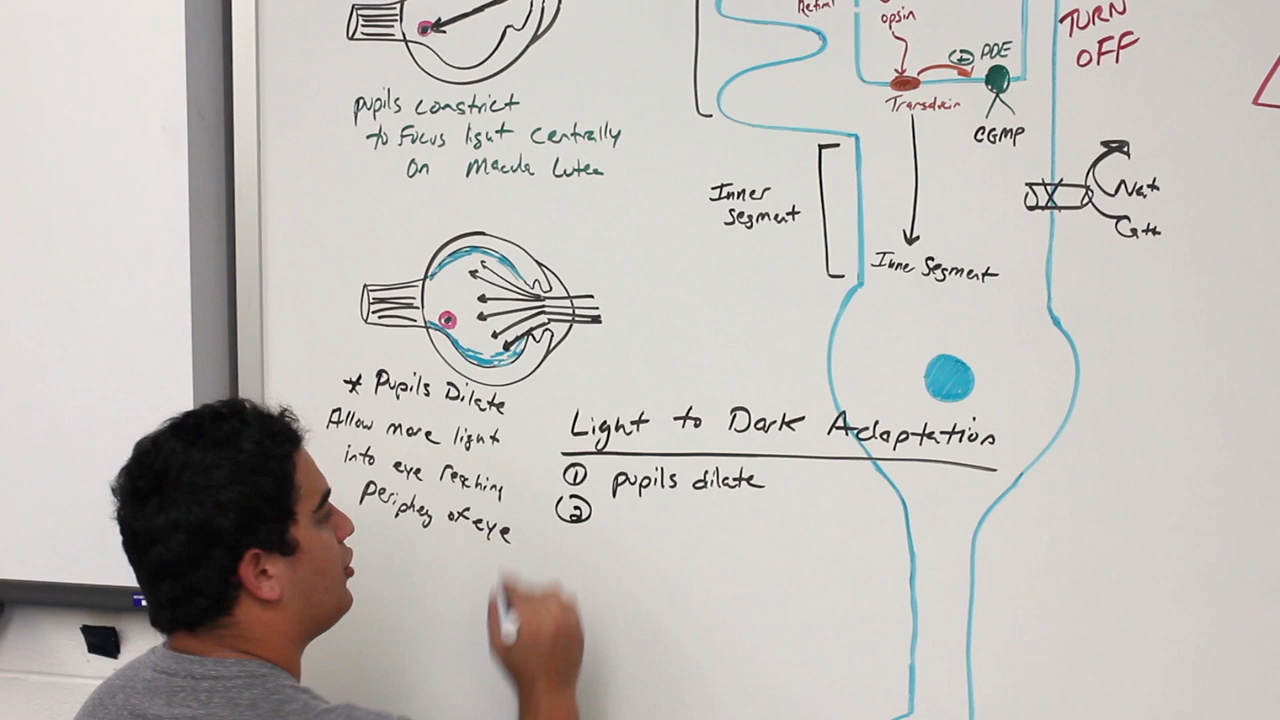 Retinal
opsin
TURN
OFF
② PDE
Transducin
CGMP
pupils constrict
to focus light centrally
on Macula Lutea
Inner
Segment
Na+
Ca++
Inner Segment
* Pupils Dilate
Allow more light
into eye reaching
Periphery of eye
Light to Dark Adaptation
① pupils dilate
②